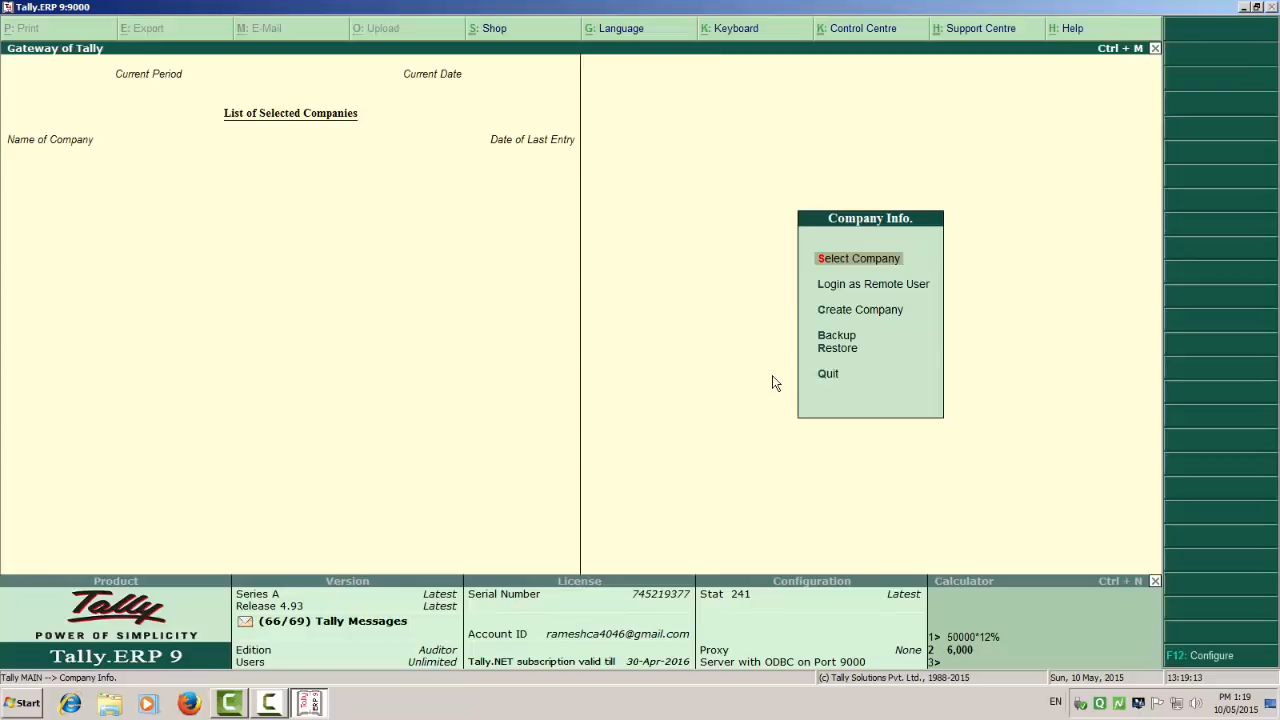 Tally.ERP 9:9000
P: Print E: Export M: E-Mail O: Upload S: Shop G: Language K: Keyboard K: Control Centre H: Support Centre H: Help
Gateway of Tally Ctrl + M
Current Period Current Date
List of Selected Companies
Name of Company Date of Last Entry
Company Info.
Select Company
Login as Remote User
Create Company
Backup
Restore
Quit
Product Version License Configuration Calculator Ctrl + N
Tally
POWER OF SIMPLICITY
Tally.ERP 9
Series A Latest
Release 4.93 Latest
(66/69) Tally Messages
Edition Auditor
Users Unlimited
Serial Number 745219377
Account ID rameshca4046@gmail.com
Tally.NET subscription valid till 30-Apr-2016
Stat 241 Latest
Proxy None
Server with ODBC on Port 9000
1> 50000*12%
2 6,000
3>
F12: Configure
Tally MAIN --> Company Info. (c) Tally Solutions Pvt. Ltd., 1988-2015 Sun, 10 May, 2015 13:19:13
Start EN PM 1:19
10/05/2015